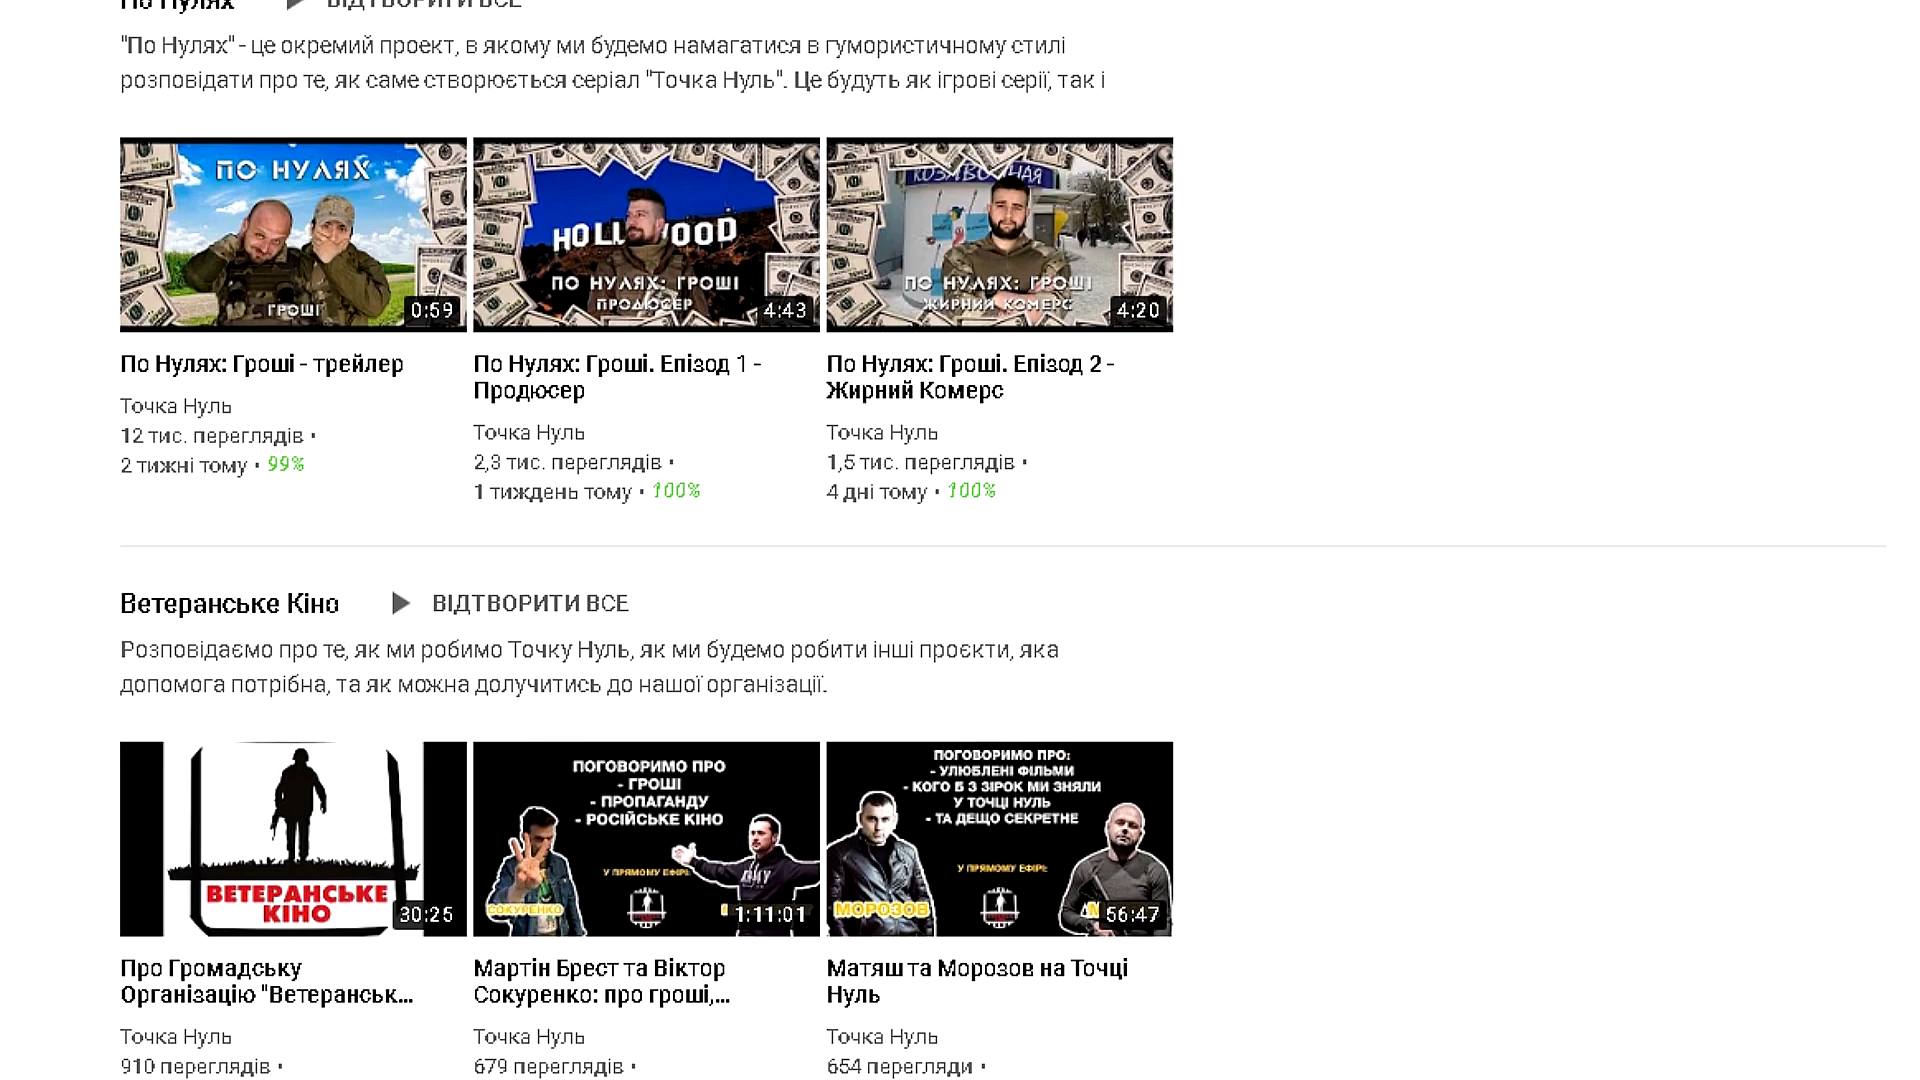 По Нулях ВІДТВОРИТИ ВСЕ
"По Нулях" - це окремий проект, в якому ми будемо намагатися в гумористичному стилі
розповідати про те, як саме створюється серіал "Точка Нуль". Це будуть як ігрові серії, так і
ПО НУЛЯХ
ГРОШІ
0:59
HOLLYWOOD
ПО НУЛЯХ: ГРОШІ
ПРОДЮСЕР
4:43
ПО НУЛЯХ: ГРОШІ
ЖИРНИЙ КОМЕРС
4:20
По Нулях: Гроші - трейлер
Точка Нуль
12 тис. переглядів •
2 тижні тому • 99%
По Нулях: Гроші. Епізод 1 -
Продюсер
Точка Нуль
2,3 тис. переглядів •
1 тиждень тому • 100%
По Нулях: Гроші. Епізод 2 -
Жирний Комерс
Точка Нуль
1,5 тис. переглядів •
4 дні тому • 100%
Ветеранське Кіно ВІДТВОРИТИ ВСЕ
Розповідаємо про те, як ми робимо Точку Нуль, як ми будемо робити інші проєкти, яка
допомога потрібна, та як можна долучитись до нашої організації.
ВЕТЕРАНСЬКЕ
КІНО
30:25
ПОГОВОРИМО ПРО
- ГРОШІ
- ПРОПАГАНДУ
- РОСІЙСЬКЕ КІНО
У ПРЯМОМУ ЕФІРІ:
СОКУРЕНКО
1:11:01
ПОГОВОРИМО ПРО:
- УЛЮБЛЕНІ ФІЛЬМИ
- КОГО Б З ЗІРОК МИ ЗНЯЛИ
У ТОЧЦІ НУЛЬ
- ТА ДЕЩО СЕКРЕТНЕ
У ПРЯМОМУ ЕФІРІ:
МОРОЗОВ
56:47
Про Громадську
Організацію "Ветеранськ...
Точка Нуль
910 переглядів •
Мартін Брест та Віктор
Сокуренко: про гроші,...
Точка Нуль
679 переглядів •
Матяш та Морозов на Точці
Нуль
Точка Нуль
654 перегляди •